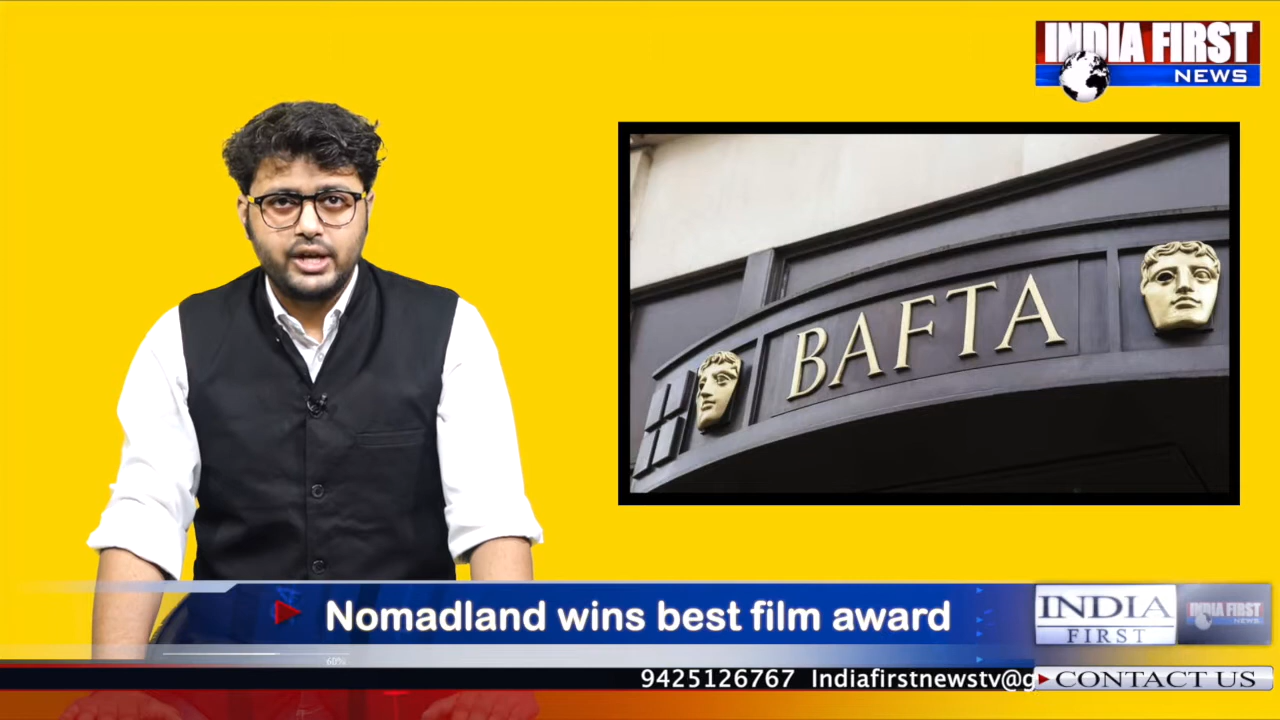 INDIA FIRST
NEWS
BAFTA
Nomadland wins best film award
INDIA
FIRST
INDIA FIRST
NEWS
60%
9425126767 Indiafirstnewstv@g
CONTACT US